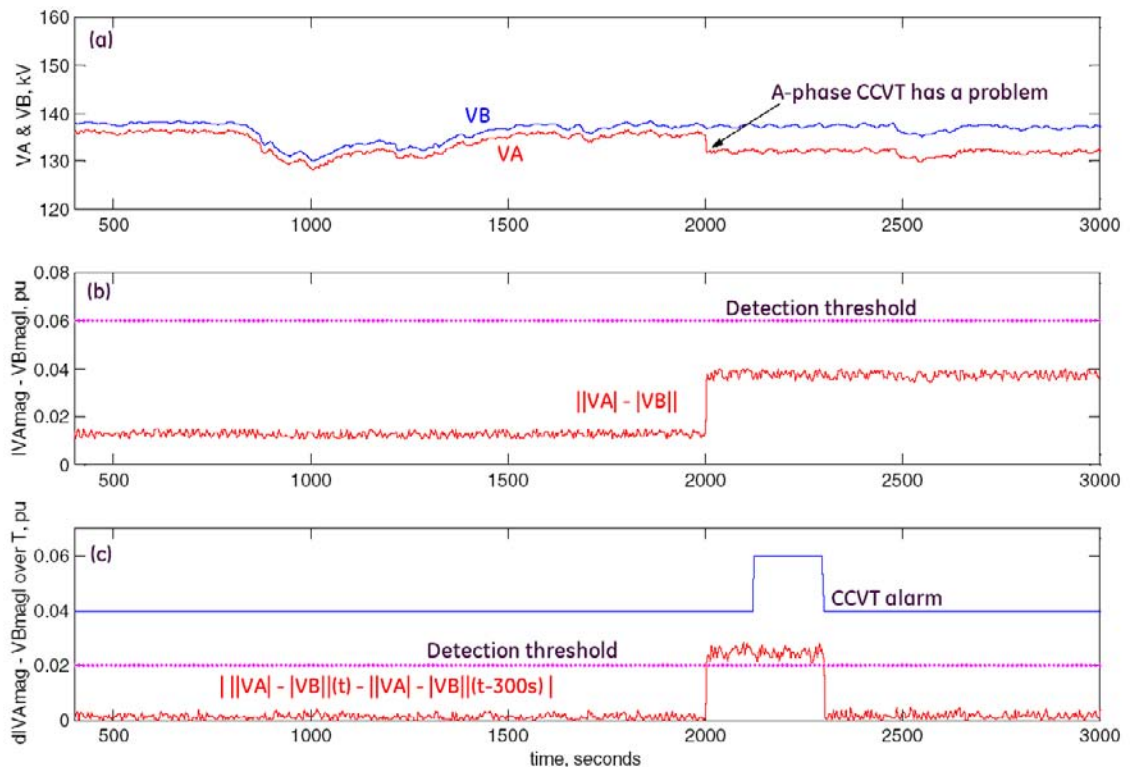 160
(a)
150
A-phase CCVT has a problem
140
VB
130
VA
120
VA & VB, kV
500 1000 1500 2000 2500 3000
0.08
(b)
Detection threshold
0.06
0.04
||VA| - |VB||
0.02
0
|VAmag - VBmag|, pu
500 1000 1500 2000 2500 3000
(c)
0.06
0.04
CCVT alarm
Detection threshold
0.02
| ||VA| - |VB||(t) - ||VA| - |VB||(t-300s) |
0
d|VAmag - VBmag| over T, pu
500 1000 1500 2000 2500 3000
time, seconds